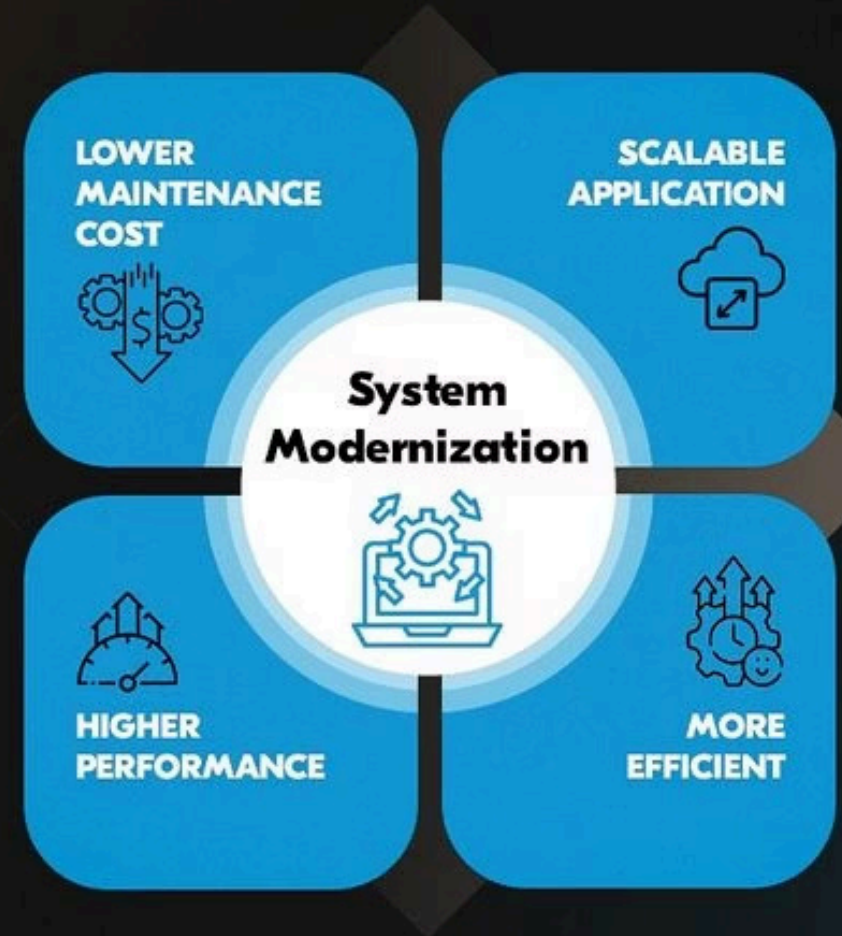 LOWER
MAINTENANCE
COST
$
SCALABLE
APPLICATION
System
Modernization
HIGHER
PERFORMANCE
MORE
EFFICIENT